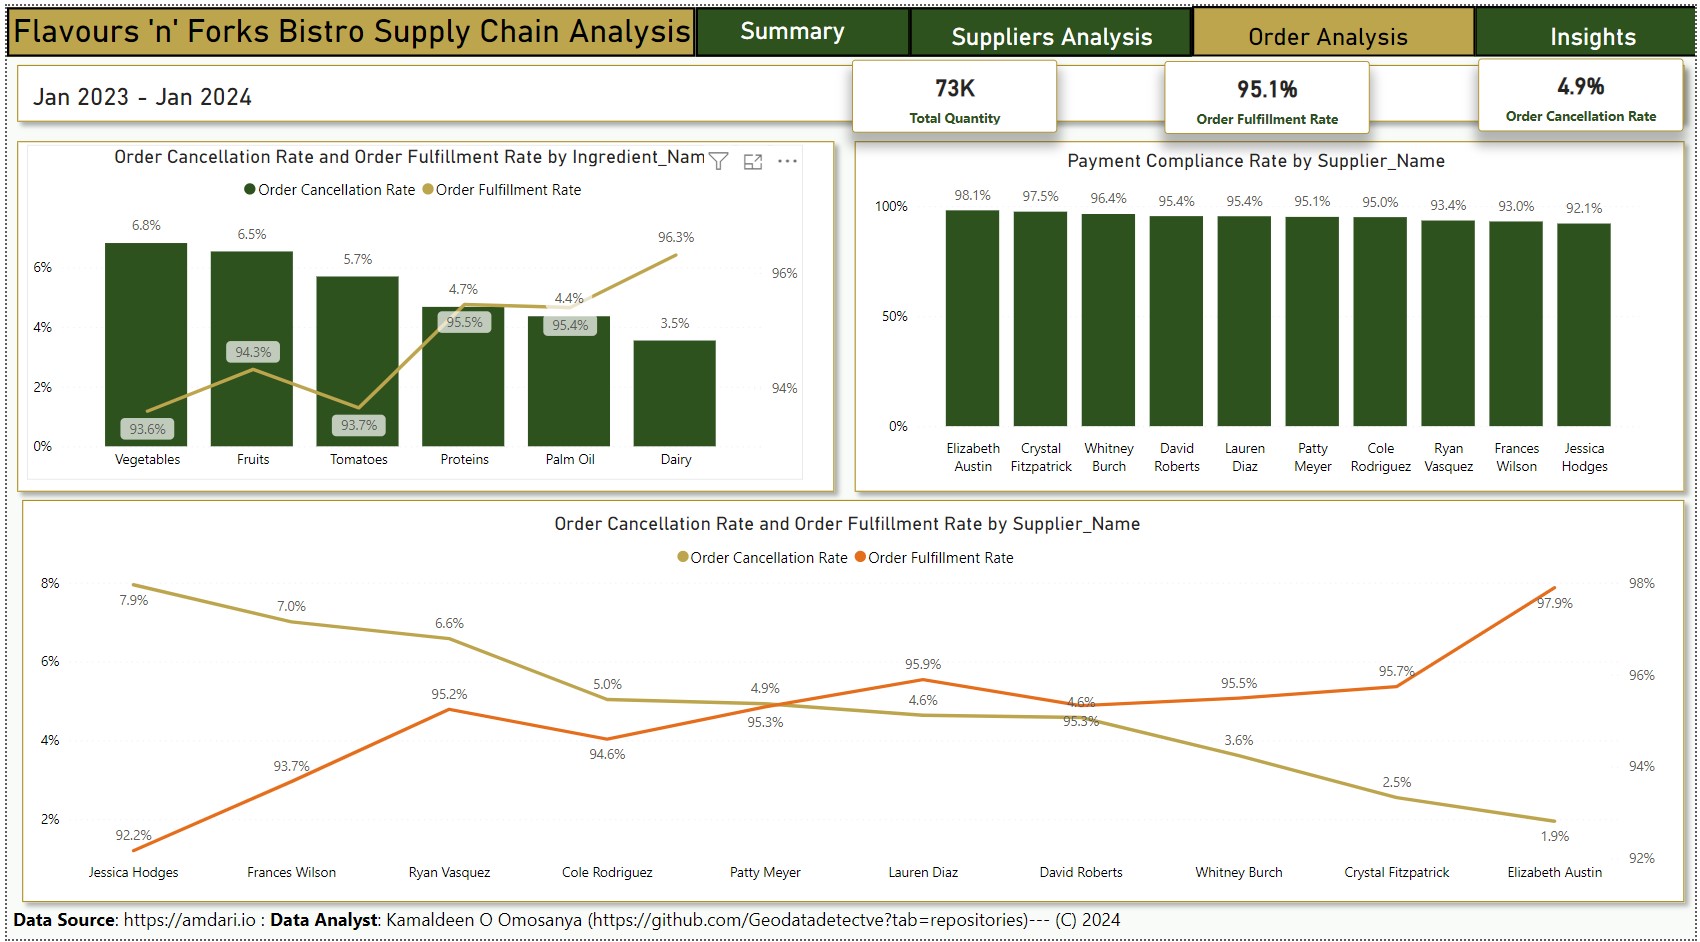 Flavours 'n' Forks Bistro Supply Chain Analysis
Summary
Suppliers Analysis
Order Analysis
Insights
Jan 2023 - Jan 2024
73K
Total Quantity
95.1%
Order Fulfillment Rate
4.9%
Order Cancellation Rate
Order Cancellation Rate and Order Fulfillment Rate by Ingredient_Nam
Order Cancellation Rate Order Fulfillment Rate
6.8%
6.5%
5.7%
4.7%
4.4%
3.5%
93.6%
94.3%
93.7%
95.5%
95.4%
96.3%
6%
4%
2%
0%
96%
94%
Vegetables Fruits Tomatoes Proteins Palm Oil Dairy
Payment Compliance Rate by Supplier_Name
100%
50%
0%
98.1% 97.5% 96.4% 95.4% 95.4% 95.1% 95.0% 93.4% 93.0% 92.1%
Elizabeth Crystal Whitney David Lauren Patty Cole Ryan Frances Jessica
Austin Fitzpatrick Burch Roberts Diaz Meyer Rodriguez Vasquez Wilson Hodges
Order Cancellation Rate and Order Fulfillment Rate by Supplier_Name
Order Cancellation Rate Order Fulfillment Rate
8%
6%
4%
2%
98%
96%
94%
92%
7.9% 7.0% 6.6% 5.0% 4.9% 4.6% 4.6% 3.6% 2.5% 1.9%
92.2% 93.7% 95.2% 94.6% 95.3% 95.9% 95.3% 95.5% 95.7% 97.9%
Jessica Hodges Frances Wilson Ryan Vasquez Cole Rodriguez Patty Meyer Lauren Diaz David Roberts Whitney Burch Crystal Fitzpatrick Elizabeth Austin
Data Source: https://amdari.io : Data Analyst: Kamaldeen O Omosanya (https://github.com/Geodatadetectve?tab=repositories)--- (C) 2024